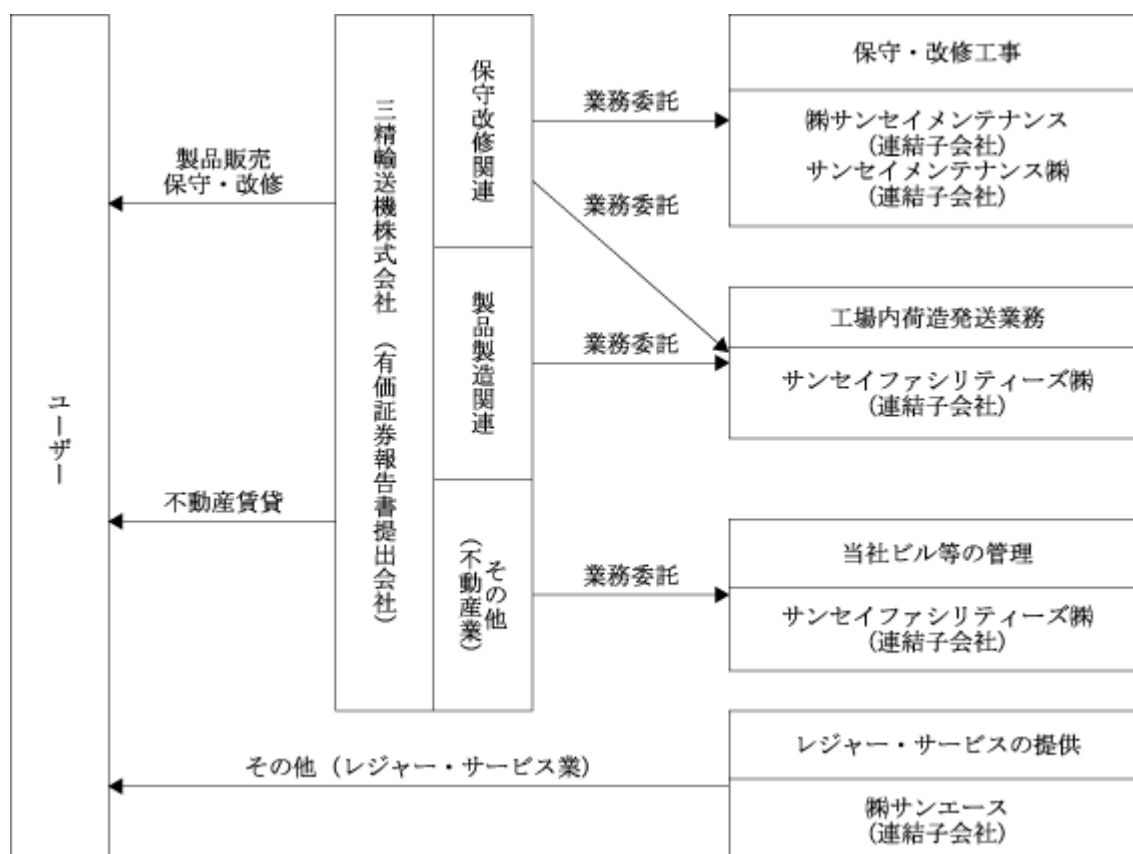 ユーザー
製品販売
保守・改修
不動産賃貸
その他（レジャー・サービス業）
三精輸送機株式会社（有価証券報告書提出会社）
保守改修関連
製品製造関連
その他
（不動産業）
業務委託
業務委託
業務委託
業務委託
保守・改修工事
㈱サンセイメンテナンス
（連結子会社）
サンセイメンテナンス㈱
（連結子会社）
工場内荷造発送業務
サンセイファシリティーズ㈱
（連結子会社）
当社ビル等の管理
サンセイファシリティーズ㈱
（連結子会社）
レジャー・サービスの提供
㈱サンエース
（連結子会社）